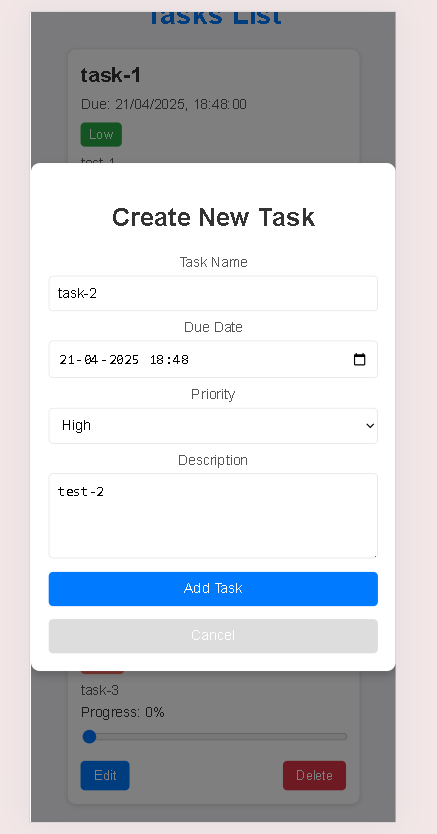 Tasks List
task-1
Due: 21/04/2025, 18:48:00
Low
test-1
Create New Task
Task Name
task-2
Due Date
21-04-2025 18:48
Priority
High
Description
test-2
Add Task
Cancel
task-3
Progress: 0%
Edit
Delete